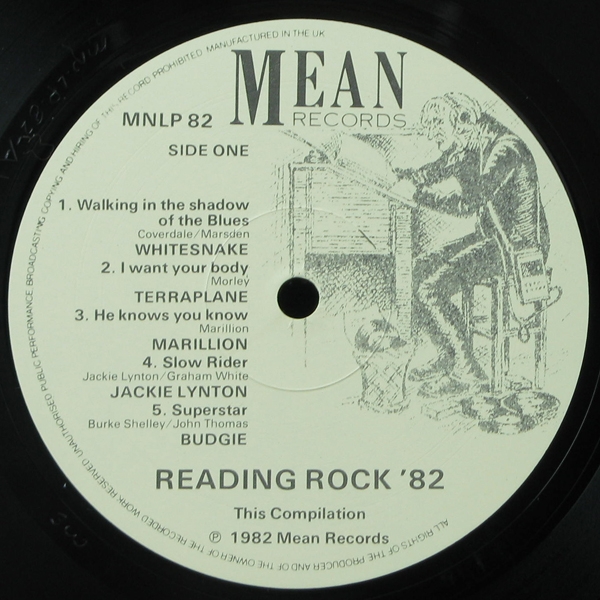 MEAN
RECORDS
MNLP 82
SIDE ONE
1. Walking in the shadow
of the Blues
Coverdale/Marsden
WHITESNAKE
2. I want your body
Morley
TERRAPLANE
3. He knows you know
Marillion
MARILLION
4. Slow Rider
Jackie Lynton/Graham White
JACKIE LYNTON
5. Superstar
Burke Shelley/John Thomas
BUDGIE
READING ROCK '82
This Compilation
℗ 1982 Mean Records
ALL RIGHTS OF THE PRODUCER AND OF THE OWNER OF THE RECORDED WORK RESERVED UNAUTHORISED PUBLIC PERFORMANCE BROADCASTING COPYING AND HIRING OF THIS RECORD PROHIBITED. MANUFACTURED IN THE UK